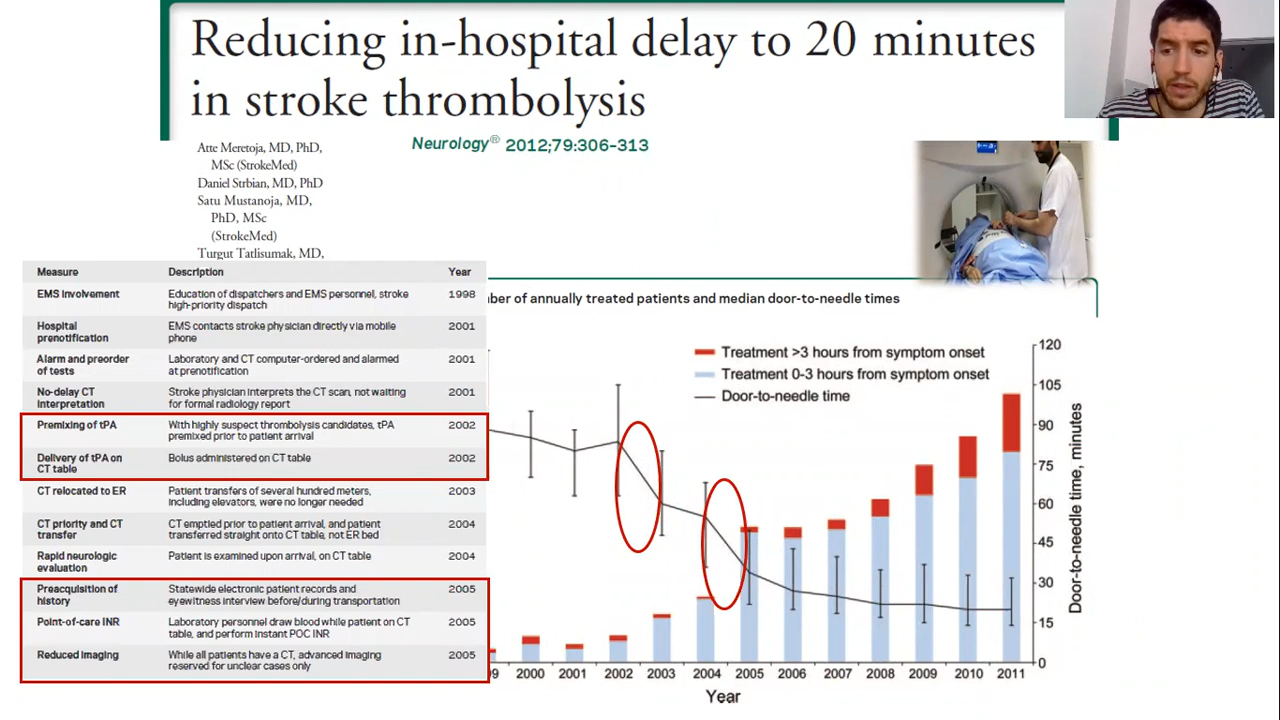 Reducing in-hospital delay to 20 minutes
in stroke thrombolysis
Neurology® 2012;79:306-313
Atte Meretoja, MD, PhD,
MSc (StrokeMed)
Daniel Strbian, MD, PhD
Satu Mustanoja, MD,
PhD, MSc
(StrokeMed)
Turgut Tatlisumak, MD,
Measure Description Year
EMS involvement Education of dispatchers and EMS personnel, stroke 1998
high-priority dispatch
Hospital EMS contacts stroke physician directly via mobile 2001
prenotification phone
Alarm and preorder Laboratory and CT computer-ordered and alarmed 2001
of tests at prenotification
No-delay CT Stroke physician interprets the CT scan, not waiting 2001
interpretation for formal radiology report
Premixing of tPA With highly suspect thrombolysis candidates, tPA 2002
premixed prior to patient arrival
Delivery of tPA on Bolus administered on CT table 2002
CT table
CT relocated to ER Patient transfers of several hundred meters, 2003
including elevators, were no longer needed
CT priority and CT CT emptied prior to patient arrival, and patient 2004
transfer transferred straight onto CT table, not ER bed
Rapid neurologic Patient is examined upon arrival, on CT table 2004
evaluation
Preacquisition of Statewide electronic patient records and 2005
history eyewitness interview before/during transportation
Point-of-care INR Laboratory personnel draw blood while patient on CT 2005
table, and perform instant POC INR
Reduced imaging While all patients have a CT, advanced imaging 2005
reserved for unclear cases only
ber of annually treated patients and median door-to-needle times
Treatment >3 hours from symptom onset
Treatment 0-3 hours from symptom onset
Door-to-needle time
120
105
90
75
60
45
30
15
0
Door-to-needle time, minutes
99 2000 2001 2002 2003 2004 2005 2006 2007 2008 2009 2010 2011
Year